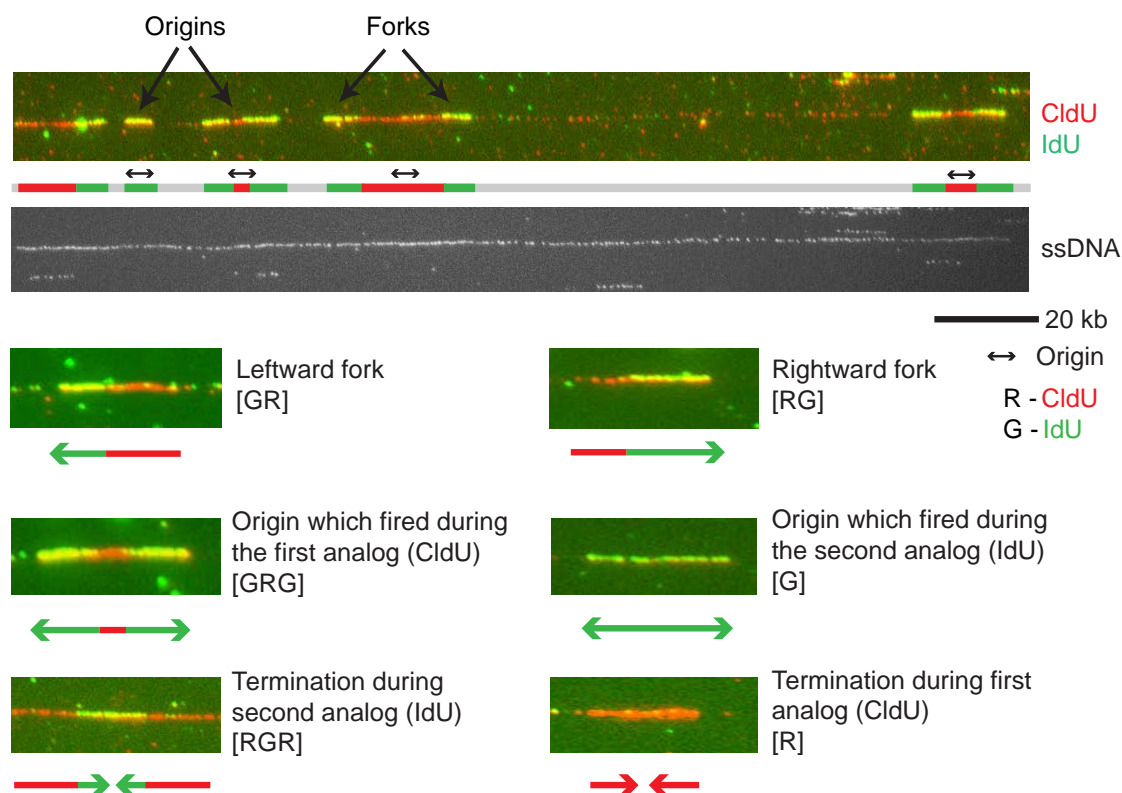 Origins
Forks
CldU
IdU
ssDNA
20 kb
Origin
R - CldU
G - IdU
Leftward fork
[GR]
Rightward fork
[RG]
Origin which fired during
the first analog (CldU)
[GRG]
Origin which fired during
the second analog (IdU)
[G]
Termination during
second analog (IdU)
[RGR]
Termination during first
analog (CldU)
[R]